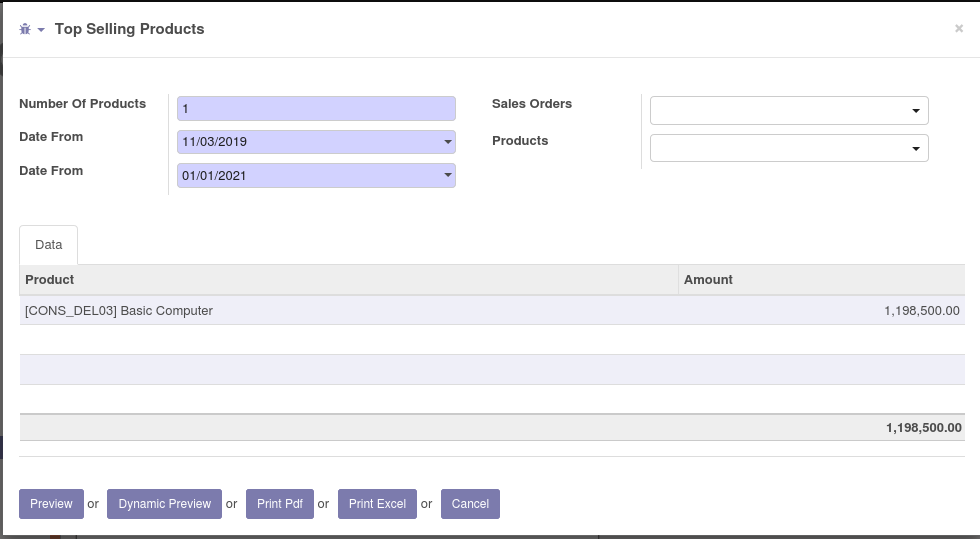 Top Selling Products
×
Number Of Products
1
Date From
11/03/2019
Date From
01/01/2021
Sales Orders
Products
Data
Product Amount
[CONS_DEL03] Basic Computer 1,198,500.00
1,198,500.00
Preview or Dynamic Preview or Print Pdf or Print Excel or Cancel